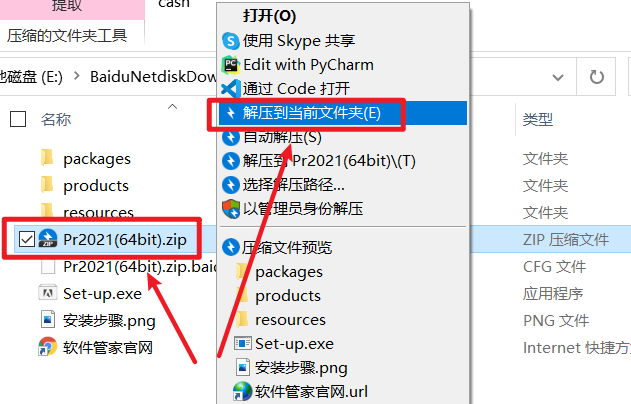 提取
cash
压缩的文件夹工具
他磁盘 (E:)
BaiduNetdiskDow
名称
类型
packages
文件夹
products
文件夹
resources
文件夹
Pr2021(64bit).zip
ZIP 压缩文件
Pr2021(64bit).zip.baid
CFG 文件
Set-up.exe
应用程序
安装步骤.png
PNG 文件
软件管家官网
Internet 快捷方
打开(O)
使用 Skype 共享
Edit with PyCharm
通过 Code 打开
解压到当前文件夹(E)
自动解压(S)
解压到 Pr2021(64bit)\(T)
选择解压路径...
以管理员身份解压
压缩文件预览
packages
products
resources
Set-up.exe
安装步骤.png
软件管家官网.url